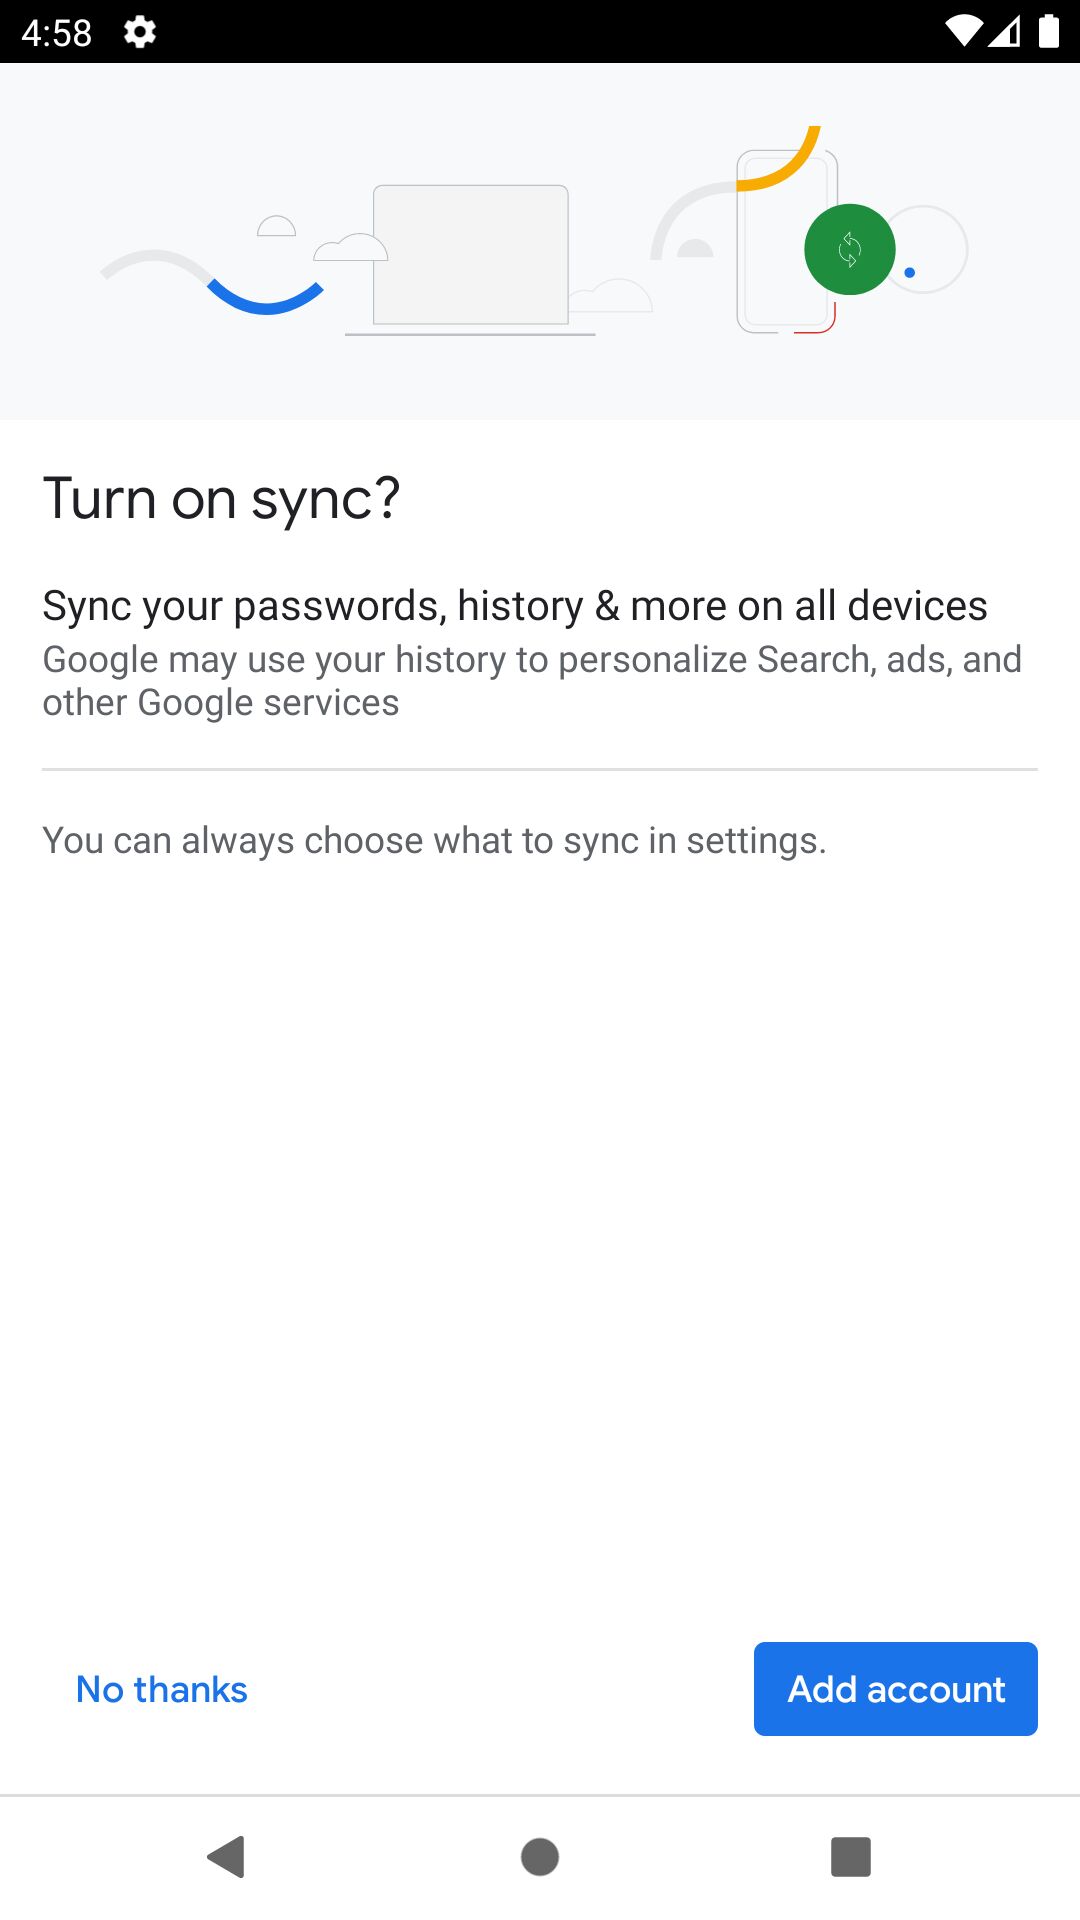 4:58
Turn on sync?
Sync your passwords, history & more on all devices
Google may use your history to personalize Search, ads, and
other Google services
You can always choose what to sync in settings.
No thanks
Add account